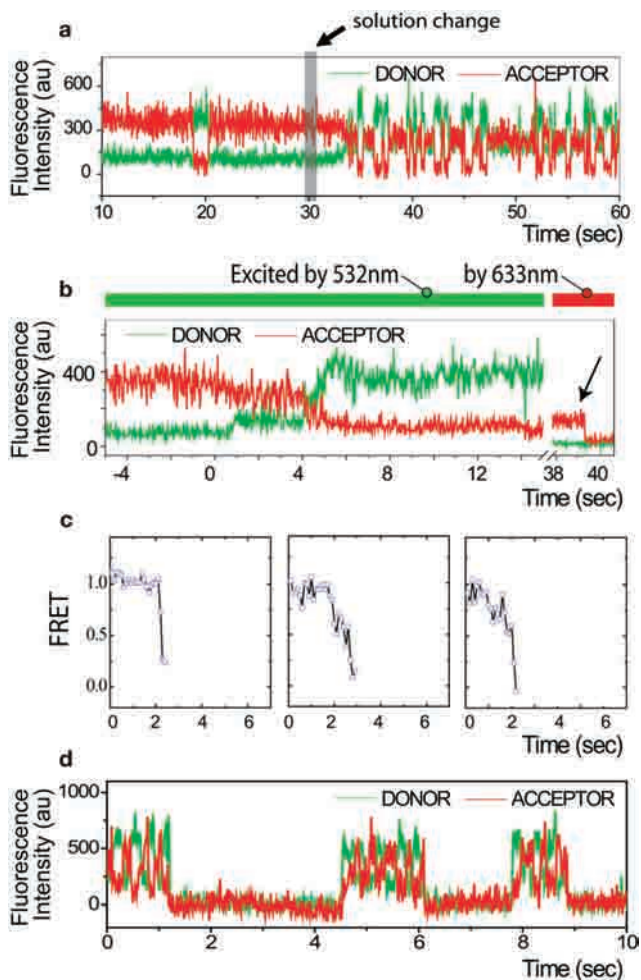 solution change
a
DONOR ACCEPTOR
Fluorescence
Intensity (au)
600
300
0
10 20 30 40 50 60
Time (sec)
Excited by 532nm by 633nm
b
DONOR ACCEPTOR
Fluorescence
Intensity (au)
400
0
-4 0 4 8 12 38 40
Time (sec)
c
FRET
1.0
0.5
0.0
0 2 4 6 0 2 4 6 0 2 4 6
Time (sec)
d
DONOR ACCEPTOR
Fluorescence
Intensity (au)
1000
500
0
0 2 4 6 8 10
Time (sec)